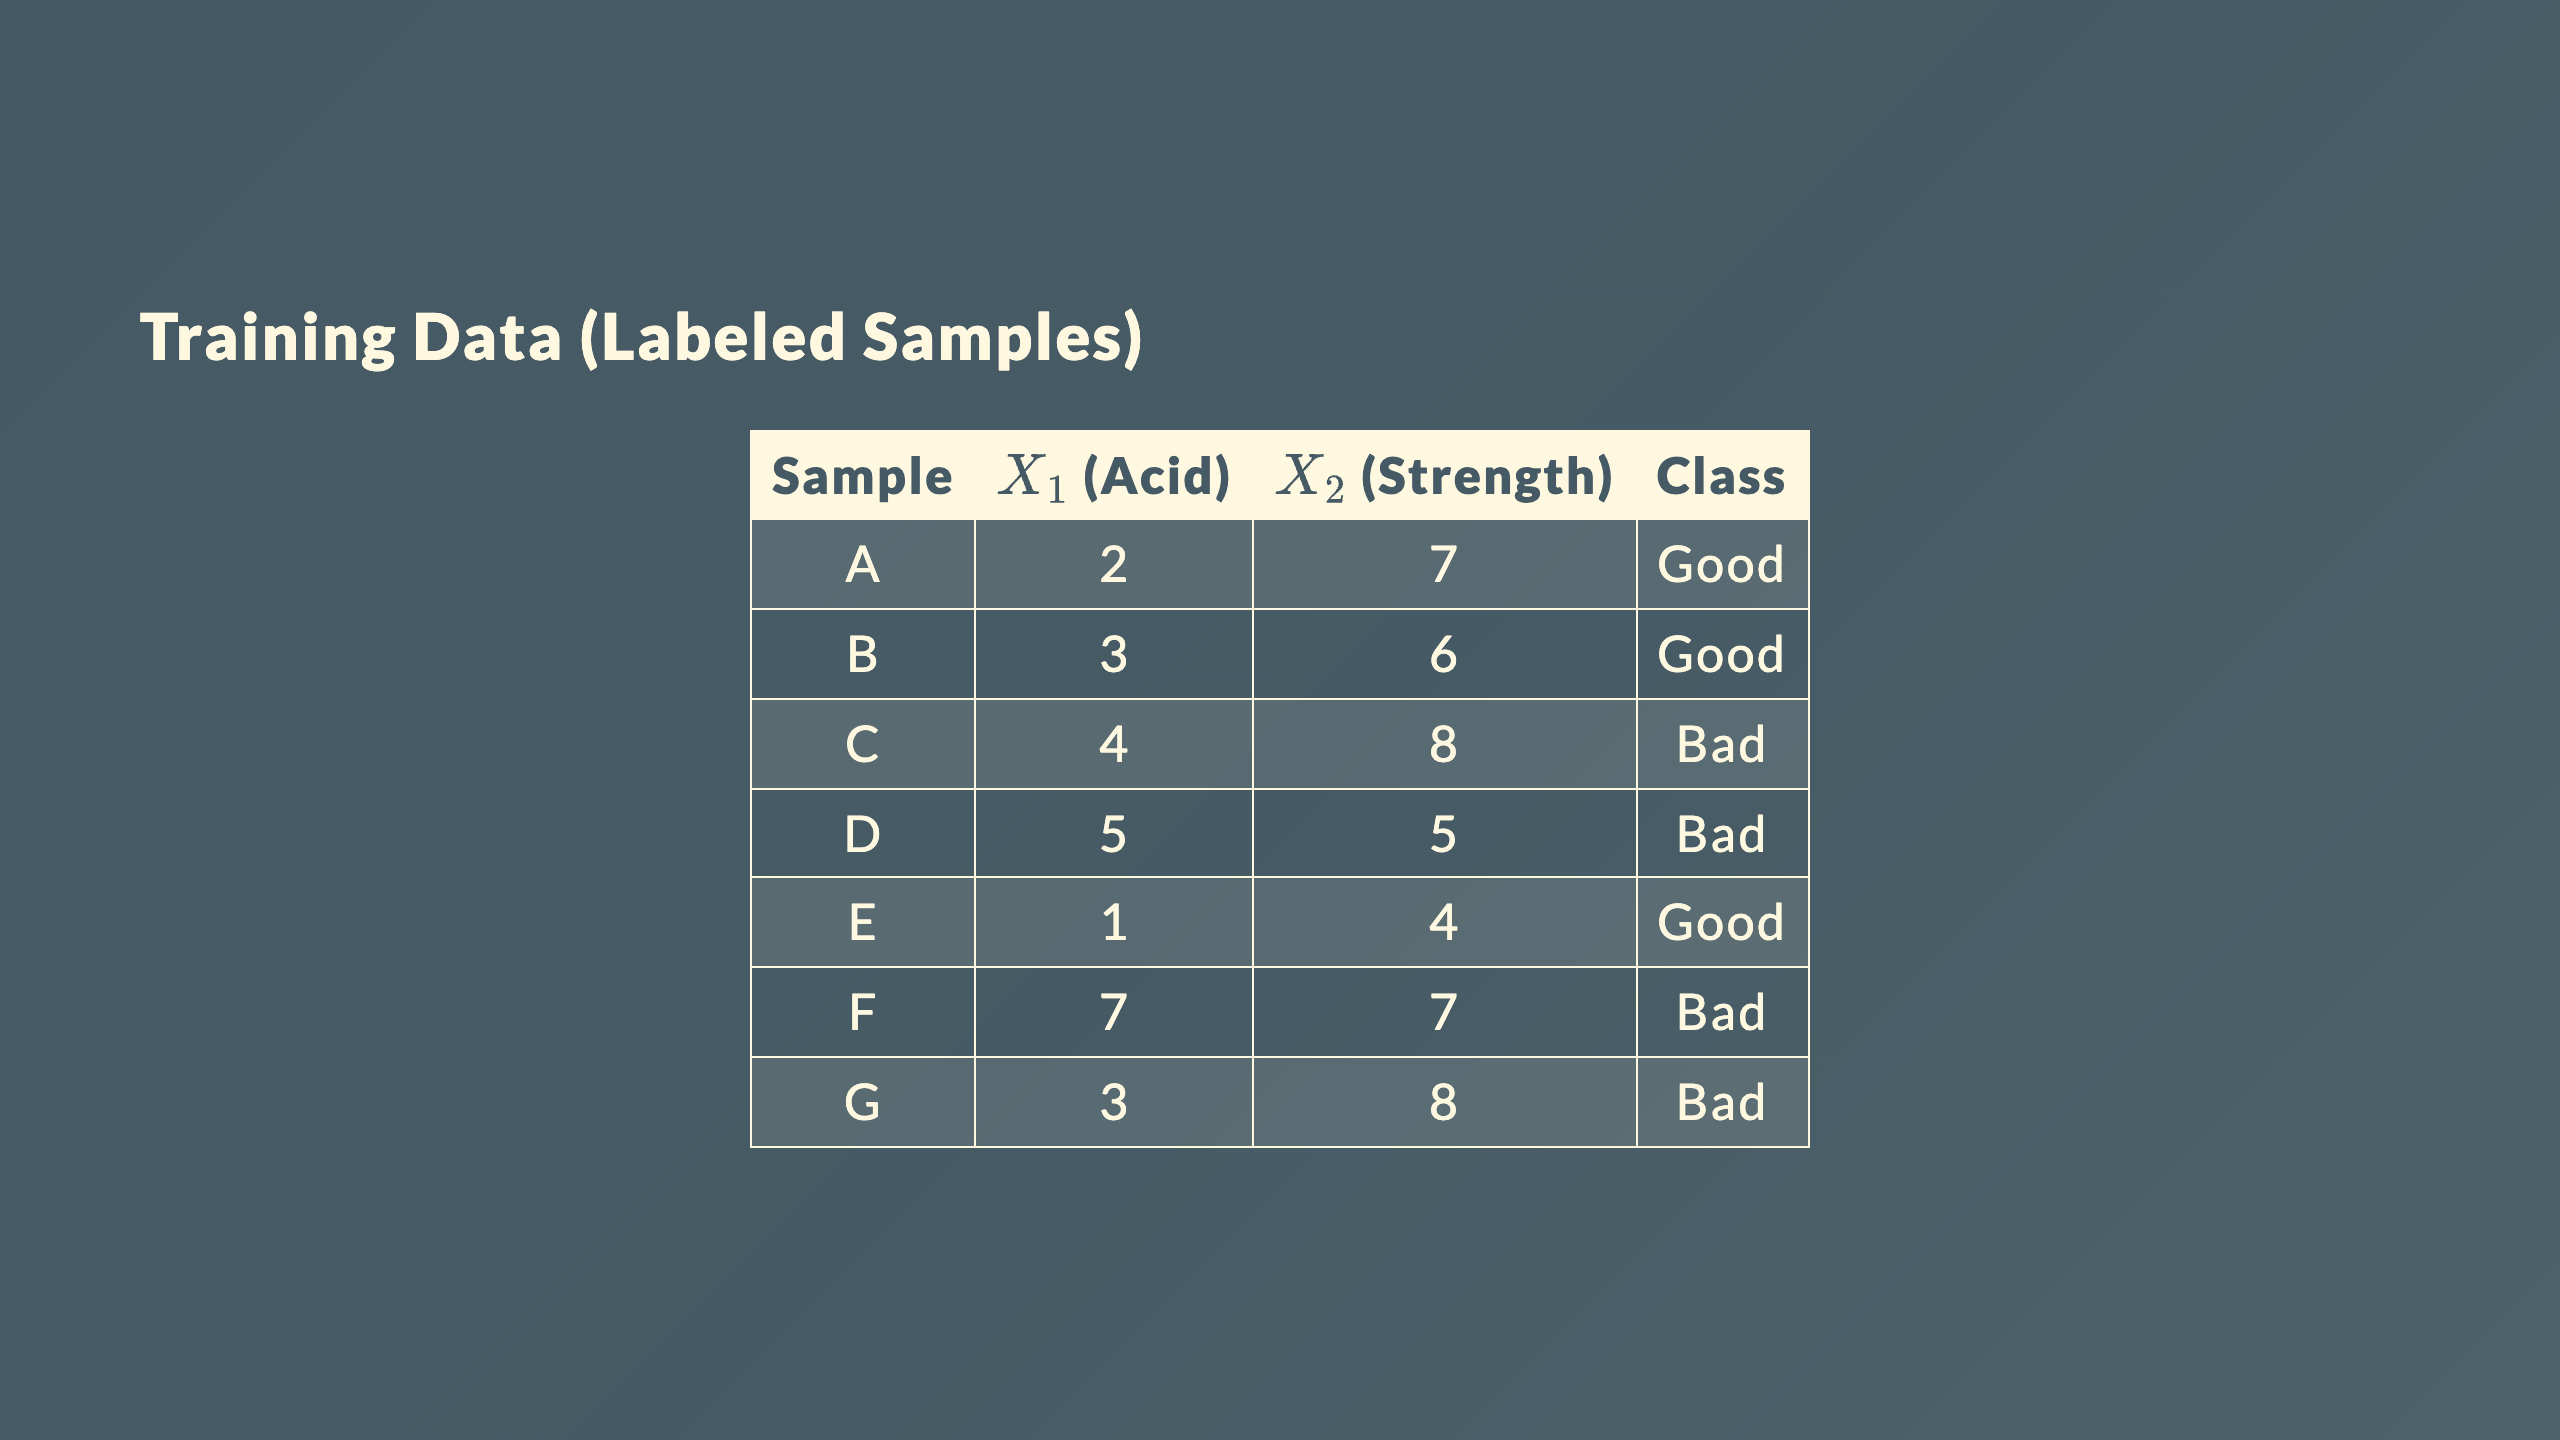 Training Data (Labeled Samples)
Sample X₁ (Acid) X₂ (Strength) Class
A 2 7 Good
B 3 6 Good
C 4 8 Bad
D 5 5 Bad
E 1 4 Good
F 7 7 Bad
G 3 8 Bad